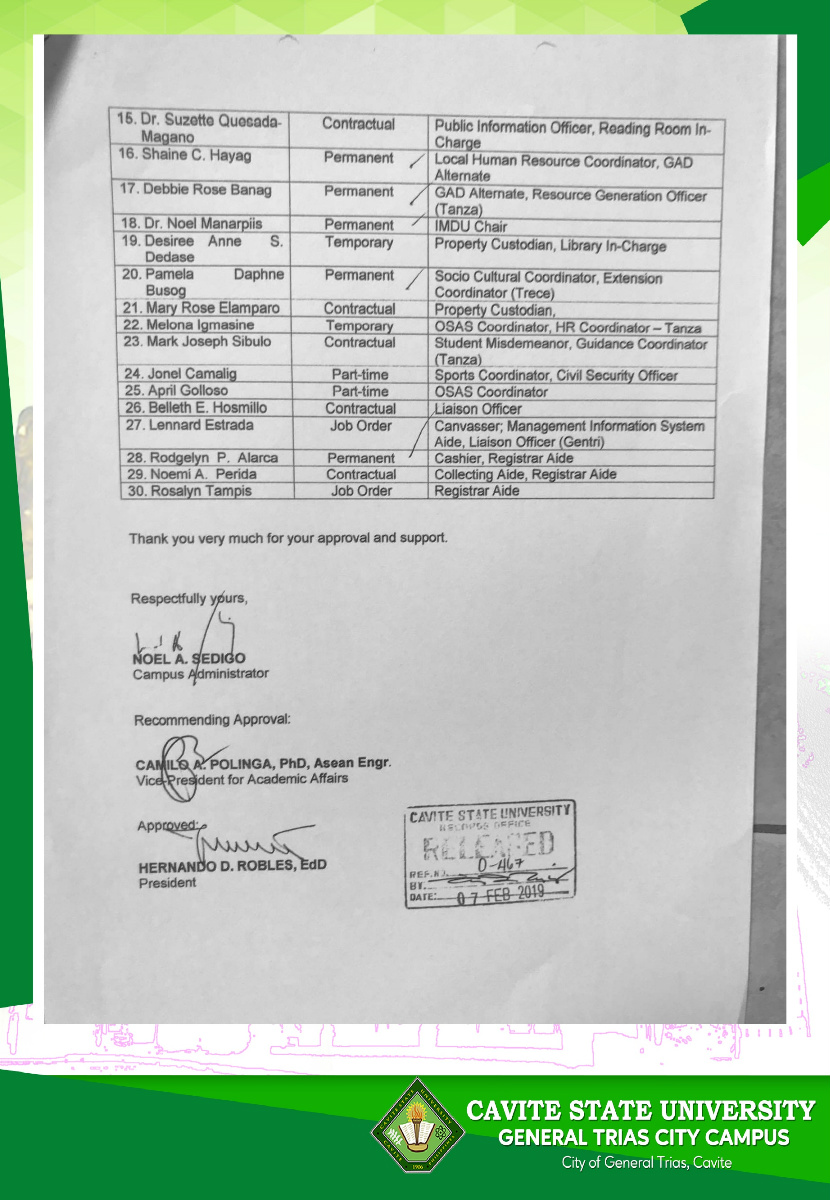 15. Dr. Suzette Quesada-Magano Contractual Public Information Officer, Reading Room In-Charge
16. Shaine C. Hayag Permanent Local Human Resource Coordinator, GAD Alternate
17. Debbie Rose Banag Permanent GAD Alternate, Resource Generation Officer (Tanza)
18. Dr. Noel Manarpiis Permanent IMDU Chair
19. Desiree Anne S. Dedase Temporary Property Custodian, Library In-Charge
20. Pamela Daphne Busog Permanent Socio Cultural Coordinator, Extension Coordinator (Trece)
21. Mary Rose Elamparo Contractual Property Custodian,
22. Melona Igmasine Temporary OSAS Coordinator, HR Coordinator – Tanza
23. Mark Joseph Sibulo Contractual Student Misdemeanor, Guidance Coordinator (Tanza)
24. Jonel Camalig Part-time Sports Coordinator, Civil Security Officer
25. April Golloso Part-time OSAS Coordinator
26. Belleth E. Hosmillo Contractual Liaison Officer
27. Lennard Estrada Job Order Canvasser; Management Information System Aide, Liaison Officer (Gentri)
28. Rodgelyn P. Alarca Permanent Cashier, Registrar Aide
29. Noemi A. Perida Contractual Collecting Aide, Registrar Aide
30. Rosalyn Tampis Job Order Registrar Aide
Thank you very much for your approval and support.
Respectfully yours,
NOEL A. SEDIGO
Campus Administrator
Recommending Approval:
CAMILO A. POLINGA, PhD, Asean Engr.
Vice-President for Academic Affairs
Approved:
HERNANDO D. ROBLES, EdD
President
CAVITE STATE UNIVERSITY
RECORDS OFFICE
RELEASED
REF.NO. 0-467
BY:
DATE: 07 FEB 2019
CAVITE STATE UNIVERSITY
GENERAL TRIAS CITY CAMPUS
City of General Trias, Cavite